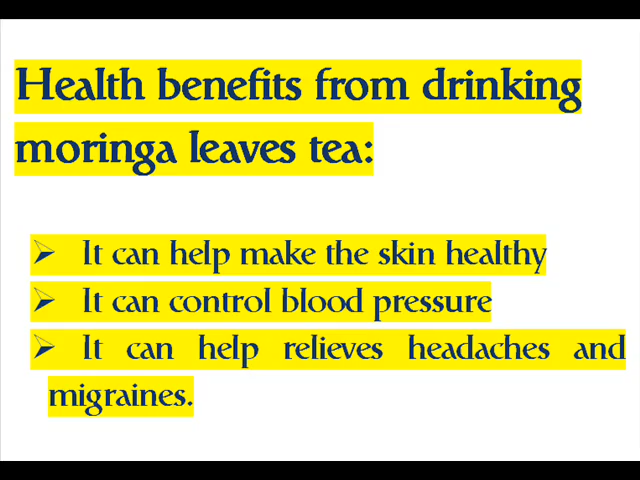 Health benefits from drinking
moringa leaves tea:
➢ It can help make the skin healthy
➢ It can control blood pressure
➢ It can help relieves headaches and
migraines.